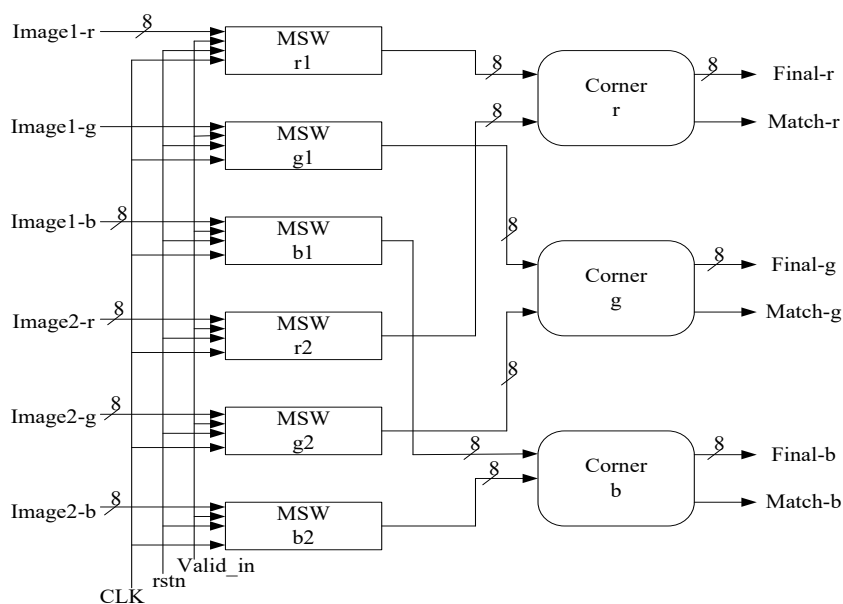 Image1-r
8
MSW
r1
8
Corner
r
8
Final-r
Match-r
8
Image1-g
MSW
g1
Image1-b
8
MSW
b1
8
Corner
g
8
Final-g
Match-g
Image2-r
8
MSW
r2
8
Image2-g
8
MSW
g2
8
Corner
b
8
Final-b
Match-b
8
Image2-b
8
MSW
b2
Valid_in
rstn
CLK